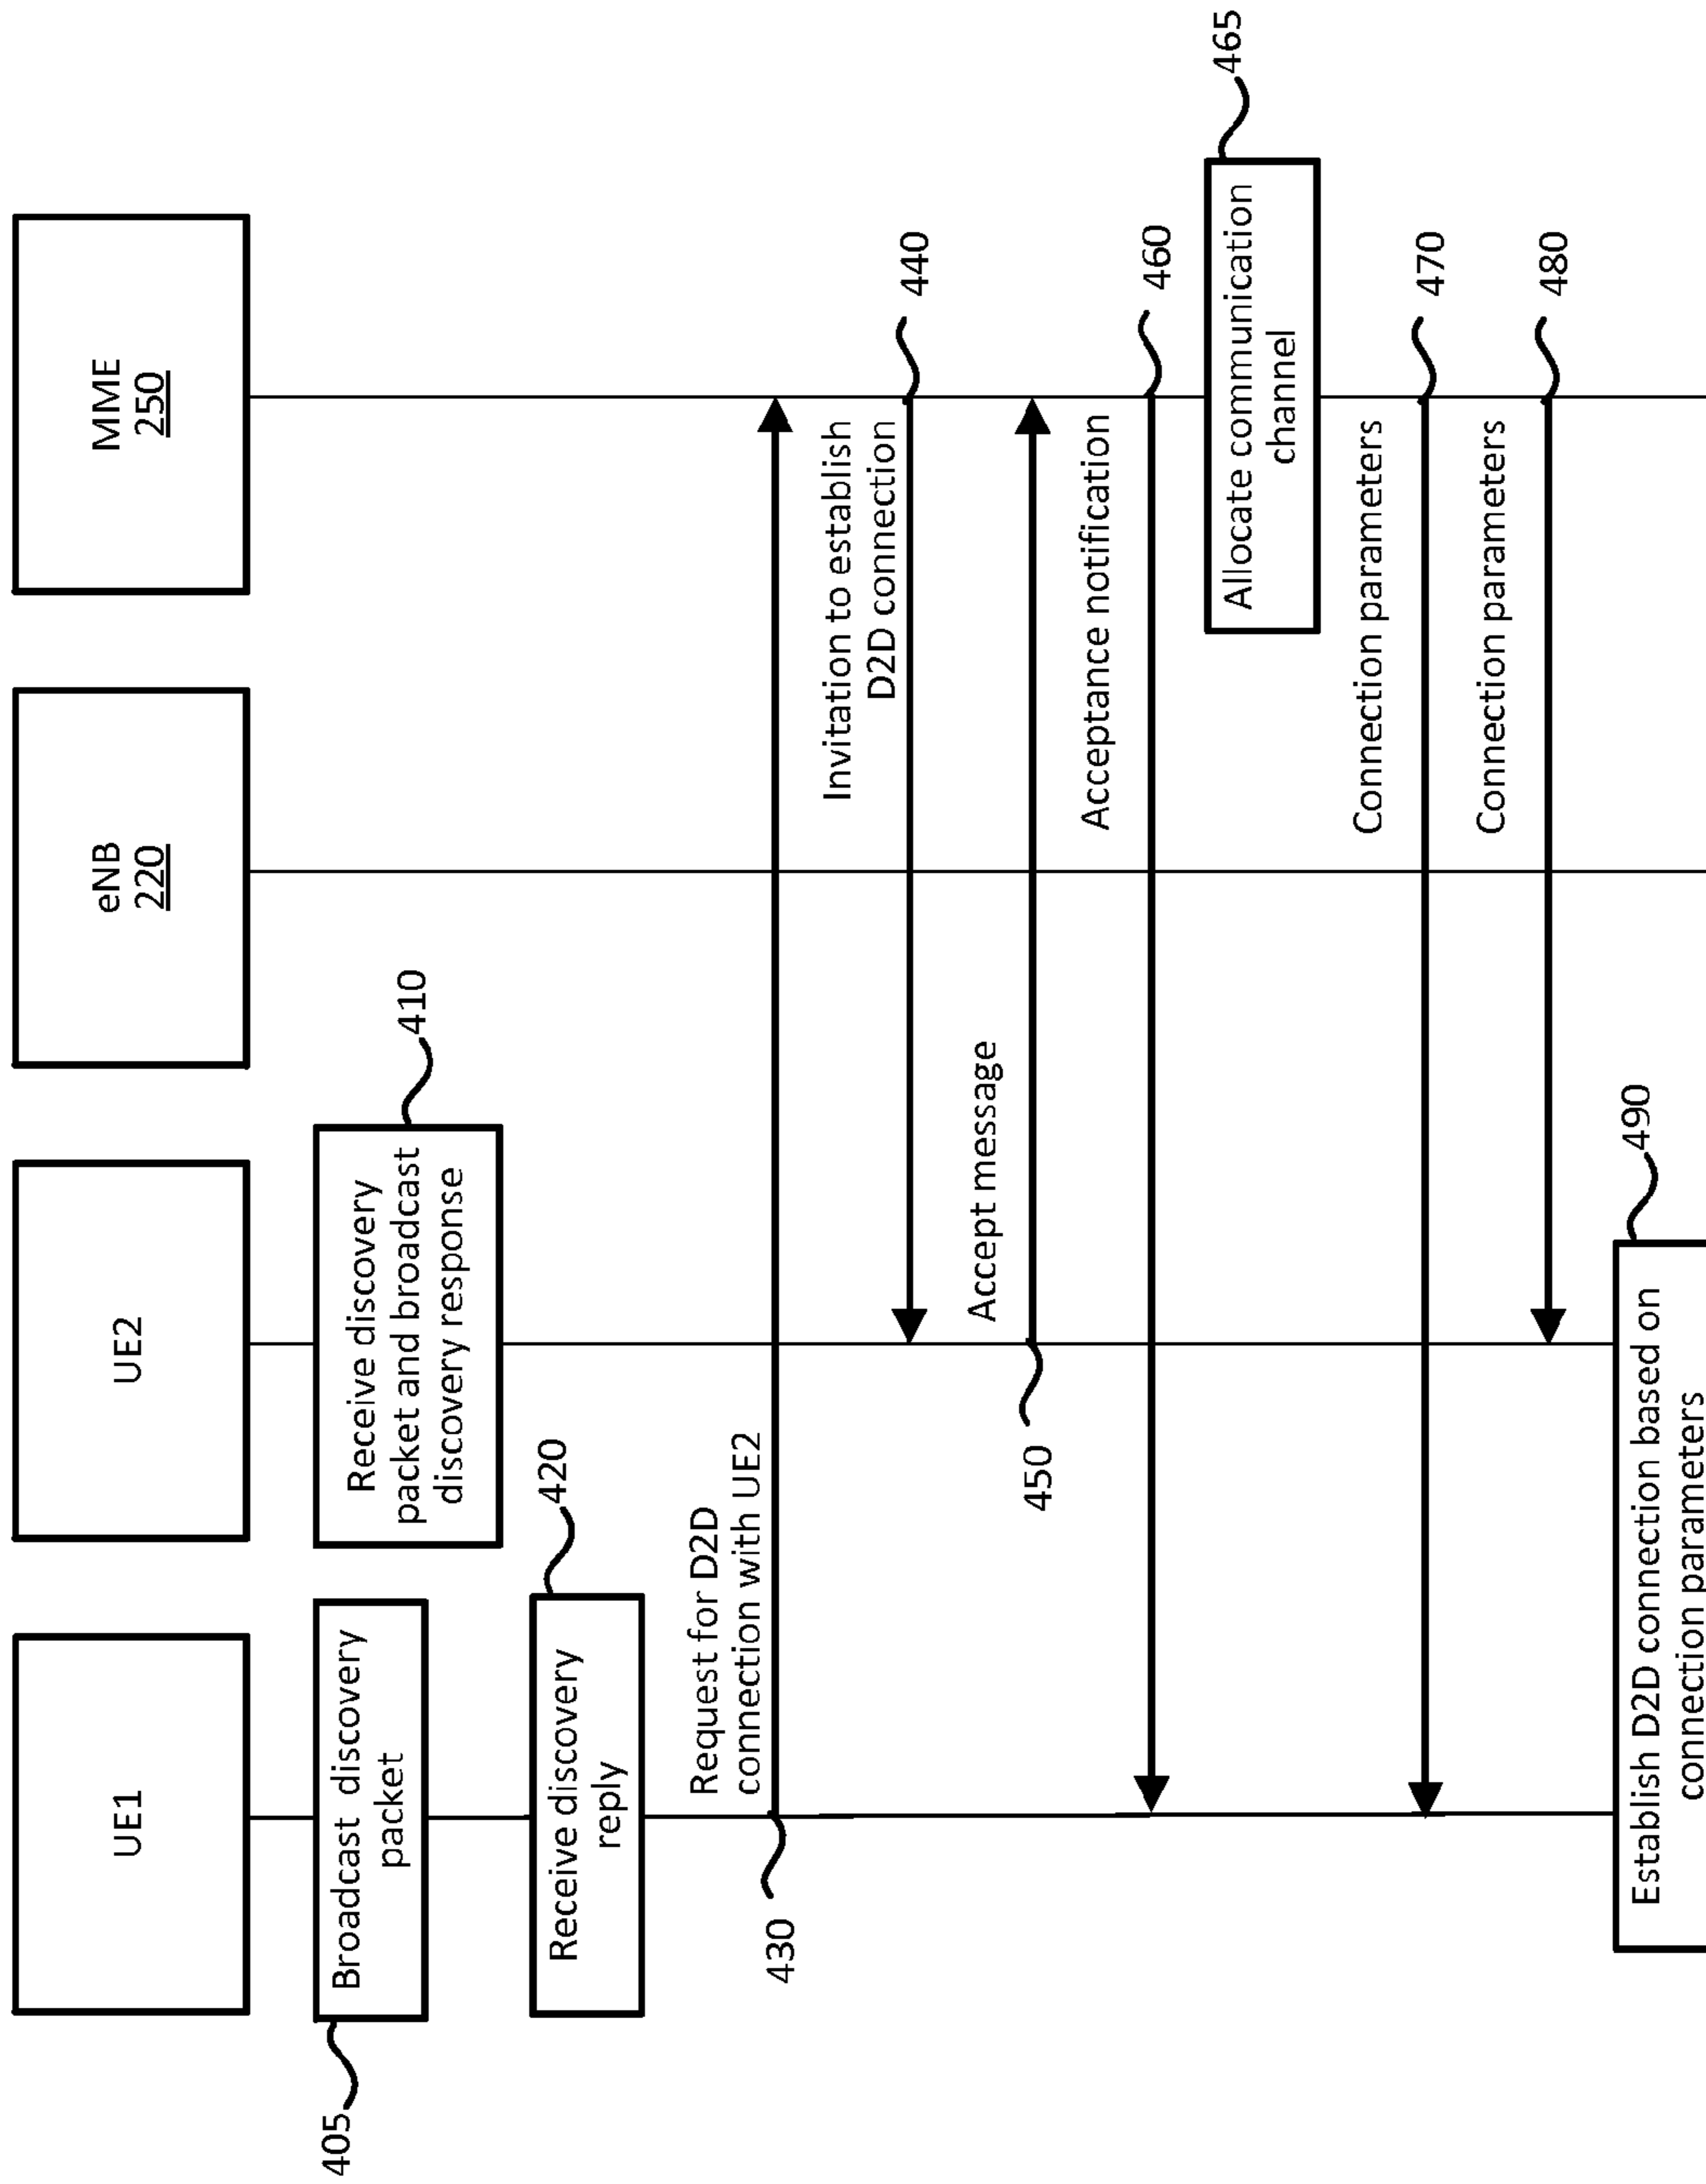 UE1
UE2
eNB
220
MME
250
405
Broadcast discovery
packet
Receive discovery
packet and broadcast
discovery response
410
Receive discovery
reply
420
Request for D2D
connection with UE2
430
Invitation to establish
D2D connection
440
Accept message
450
Acceptance notification
460
Allocate communication
channel
465
Connection parameters
470
Connection parameters
480
Establish D2D connection based on
connection parameters
490